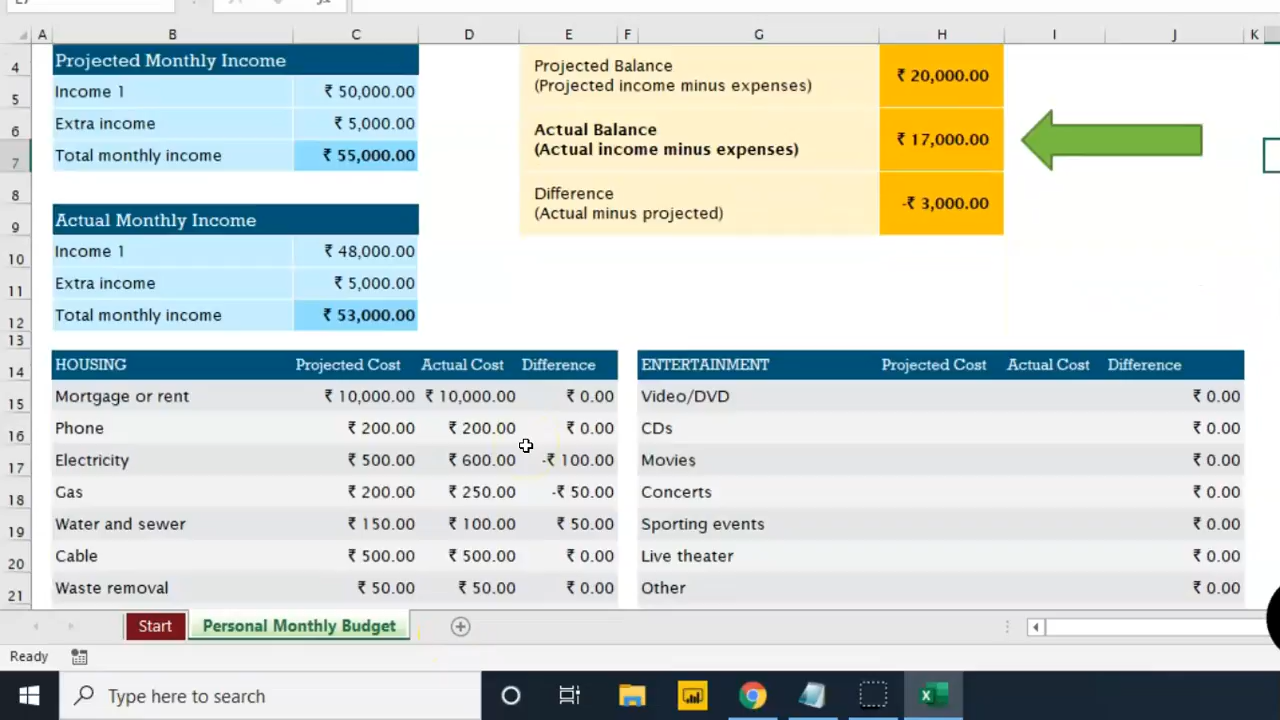 A B C D E F G H I J K
4 Projected Monthly Income
5 Income 1 ₹ 50,000.00
6 Extra income ₹ 5,000.00
7 Total monthly income ₹ 55,000.00
Projected Balance
(Projected income minus expenses) ₹ 20,000.00
Actual Balance
(Actual income minus expenses) ₹ 17,000.00
Difference
(Actual minus projected) -₹ 3,000.00
8
9 Actual Monthly Income
10 Income 1 ₹ 48,000.00
11 Extra income ₹ 5,000.00
12 Total monthly income ₹ 53,000.00
13
14 HOUSING Projected Cost Actual Cost Difference ENTERTAINMENT Projected Cost Actual Cost Difference
15 Mortgage or rent ₹ 10,000.00 ₹ 10,000.00 ₹ 0.00 Video/DVD ₹ 0.00
16 Phone ₹ 200.00 ₹ 200.00 ₹ 0.00 CDs ₹ 0.00
17 Electricity ₹ 500.00 ₹ 600.00 -₹ 100.00 Movies ₹ 0.00
18 Gas ₹ 200.00 ₹ 250.00 -₹ 50.00 Concerts ₹ 0.00
19 Water and sewer ₹ 150.00 ₹ 100.00 ₹ 50.00 Sporting events ₹ 0.00
20 Cable ₹ 500.00 ₹ 500.00 ₹ 0.00 Live theater ₹ 0.00
21 Waste removal ₹ 50.00 ₹ 50.00 ₹ 0.00 Other ₹ 0.00
Start Personal Monthly Budget
Ready
Type here to search